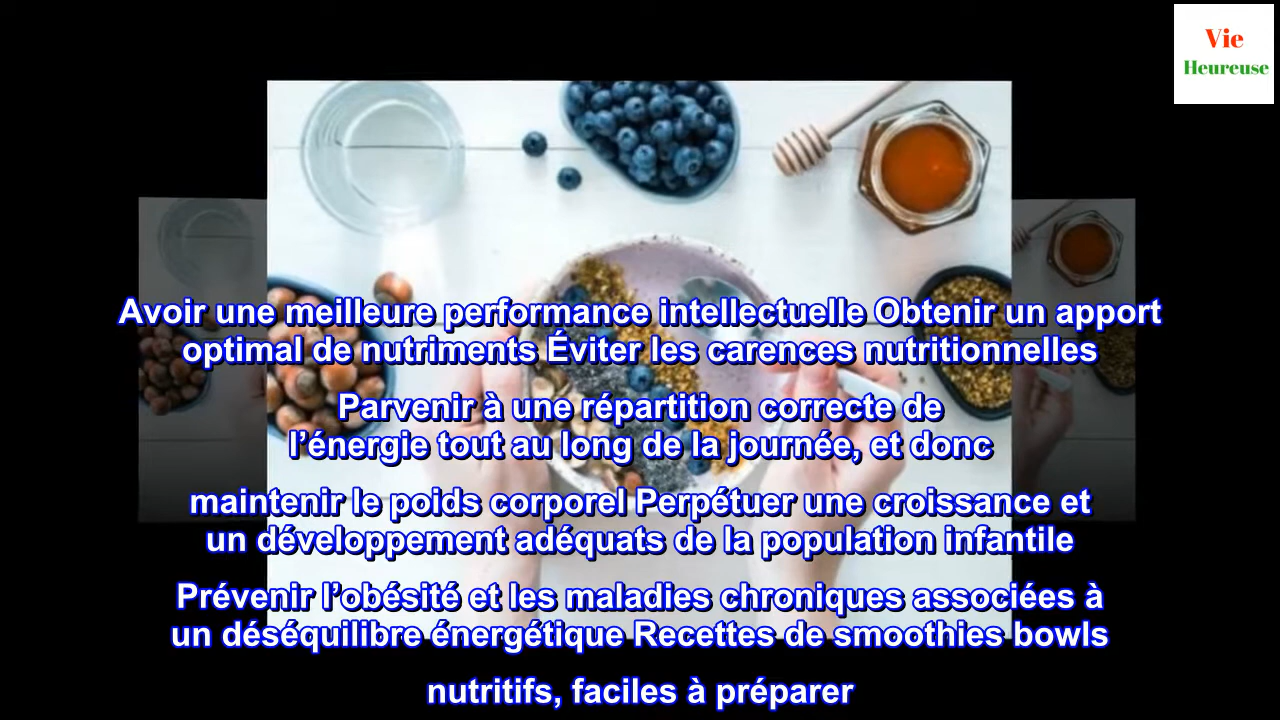 Vie
Heureuse
Avoir une meilleure performance intellectuelle Obtenir un apport
optimal de nutriments Éviter les carences nutritionnelles
Parvenir à une répartition correcte de
l’énergie tout au long de la journée, et donc
maintenir le poids corporel Perpétuer une croissance et
un développement adéquats de la population infantile
Prévenir l’obésité et les maladies chroniques associées à
un déséquilibre énergétique Recettes de smoothies bowls
nutritifs, faciles à préparer